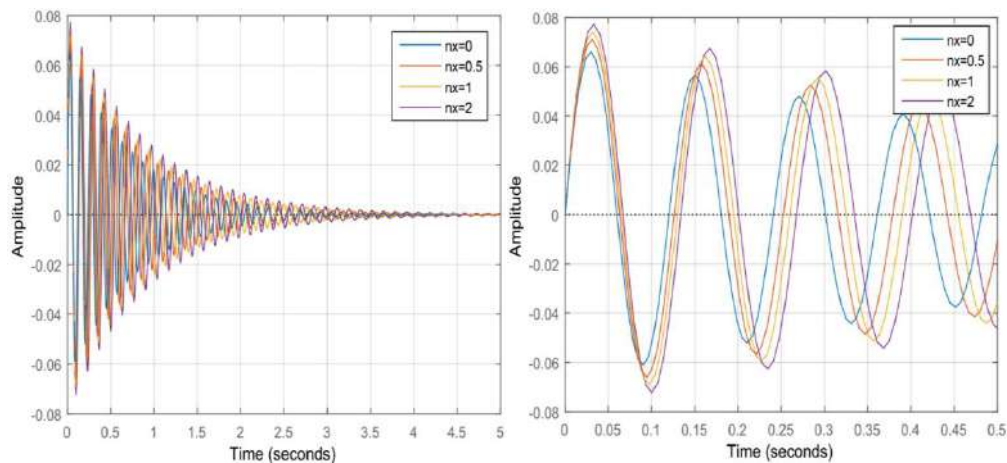 0.08
0.06
0.04
0.02
0
-0.02
-0.04
-0.06
-0.08
Amplitude
0 0.5 1 1.5 2 2.5 3 3.5 4 4.5 5
Time (seconds)
nx=0
nx=0.5
nx=1
nx=2
0.08
0.06
0.04
0.02
0
-0.02
-0.04
-0.06
-0.08
Amplitude
0 0.05 0.1 0.15 0.2 0.25 0.3 0.35 0.4 0.45 0.5
Time (seconds)
nx=0
nx=0.5
nx=1
nx=2